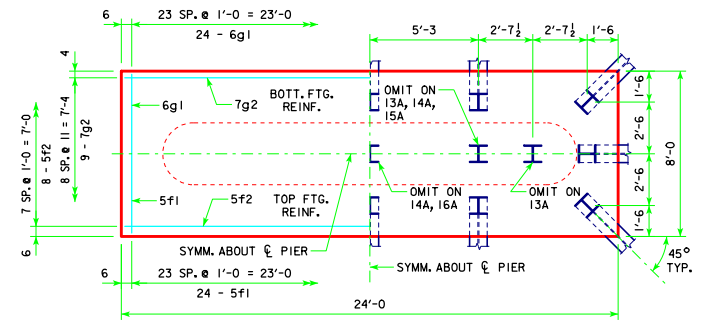 6
23 SP. @ 1'-0 = 23'-0
24 - 6g1
5'-3
2'-7½
2'-7½
1'-6
4
8 SP. @ 11 = 7'-4
9 - 7g2
7 SP. @ 1'-0 = 7'-0
8 - 5f2
6
6g1
7g2
BOTT. FTG.
REINF.
OMIT ON
13A, 14A,
15A
1'-6
2'-6
8'-0
2'-6
1'-6
5f1
5f2
TOP FTG.
REINF.
OMIT ON
14A, 16A
OMIT ON
13A
SYMM. ABOUT ℄ PIER
SYMM. ABOUT ℄ PIER
45°
TYP.
6
23 SP. @ 1'-0 = 23'-0
24 - 5f1
24'-0